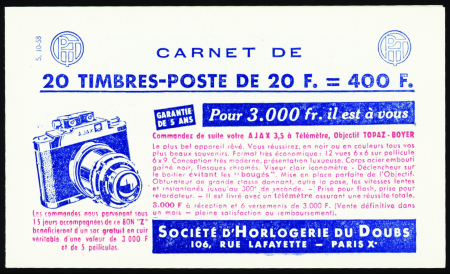 S. 10-58
PTT
CARNET DE
PTT
20 TIMBRES-POSTE DE 20 F. = 400 F.
GARANTIE DE 5 ANS
Pour 3.000 fr. il est à vous
Commandez de suite votre AJAX 3,5 à Télémètre, Objectif TOPAZ-BOYER
Le plus bel appareil rêvé. Vous réussirez, en noir ou en couleurs tous vos
plus beaux souvenirs. Format très économique: 12 vues 6x6 sur pellicule
6 x 9. Conception très moderne, présentation luxueuse. Corps acier embouti
gainé noir, flasques chromés. Viseur clair iconomètre - Déclencheur sur
le boîtier évitant les "bougés". Mise en place parfaite de l'Objectif.
Obturateur de grande classe donnant, outre la pose, les vitesses lentes
et instantanés jusqu'au 300e de seconde. - Prise pour flash, prise pour
retardateur. - Il est livré avec un télémètre assurant une réussite totale.
3.000 F à réception et 6 versements de 3.000 F. (Vente définitive dans
un mois - pleine satisfaction ou remboursement).
AJAX
Les commandes nous parvenant sous
15 jours accompagnées de ce BON "Z"
bénéficieront d'un sac gratuit en cuir
véritable d'une valeur de 3 000 F
et de 5 pellicules.
SOCIÉTÉ D'HORLOGERIE DU DOUBS
106, RUE LAFAYETTE - PARIS Xe